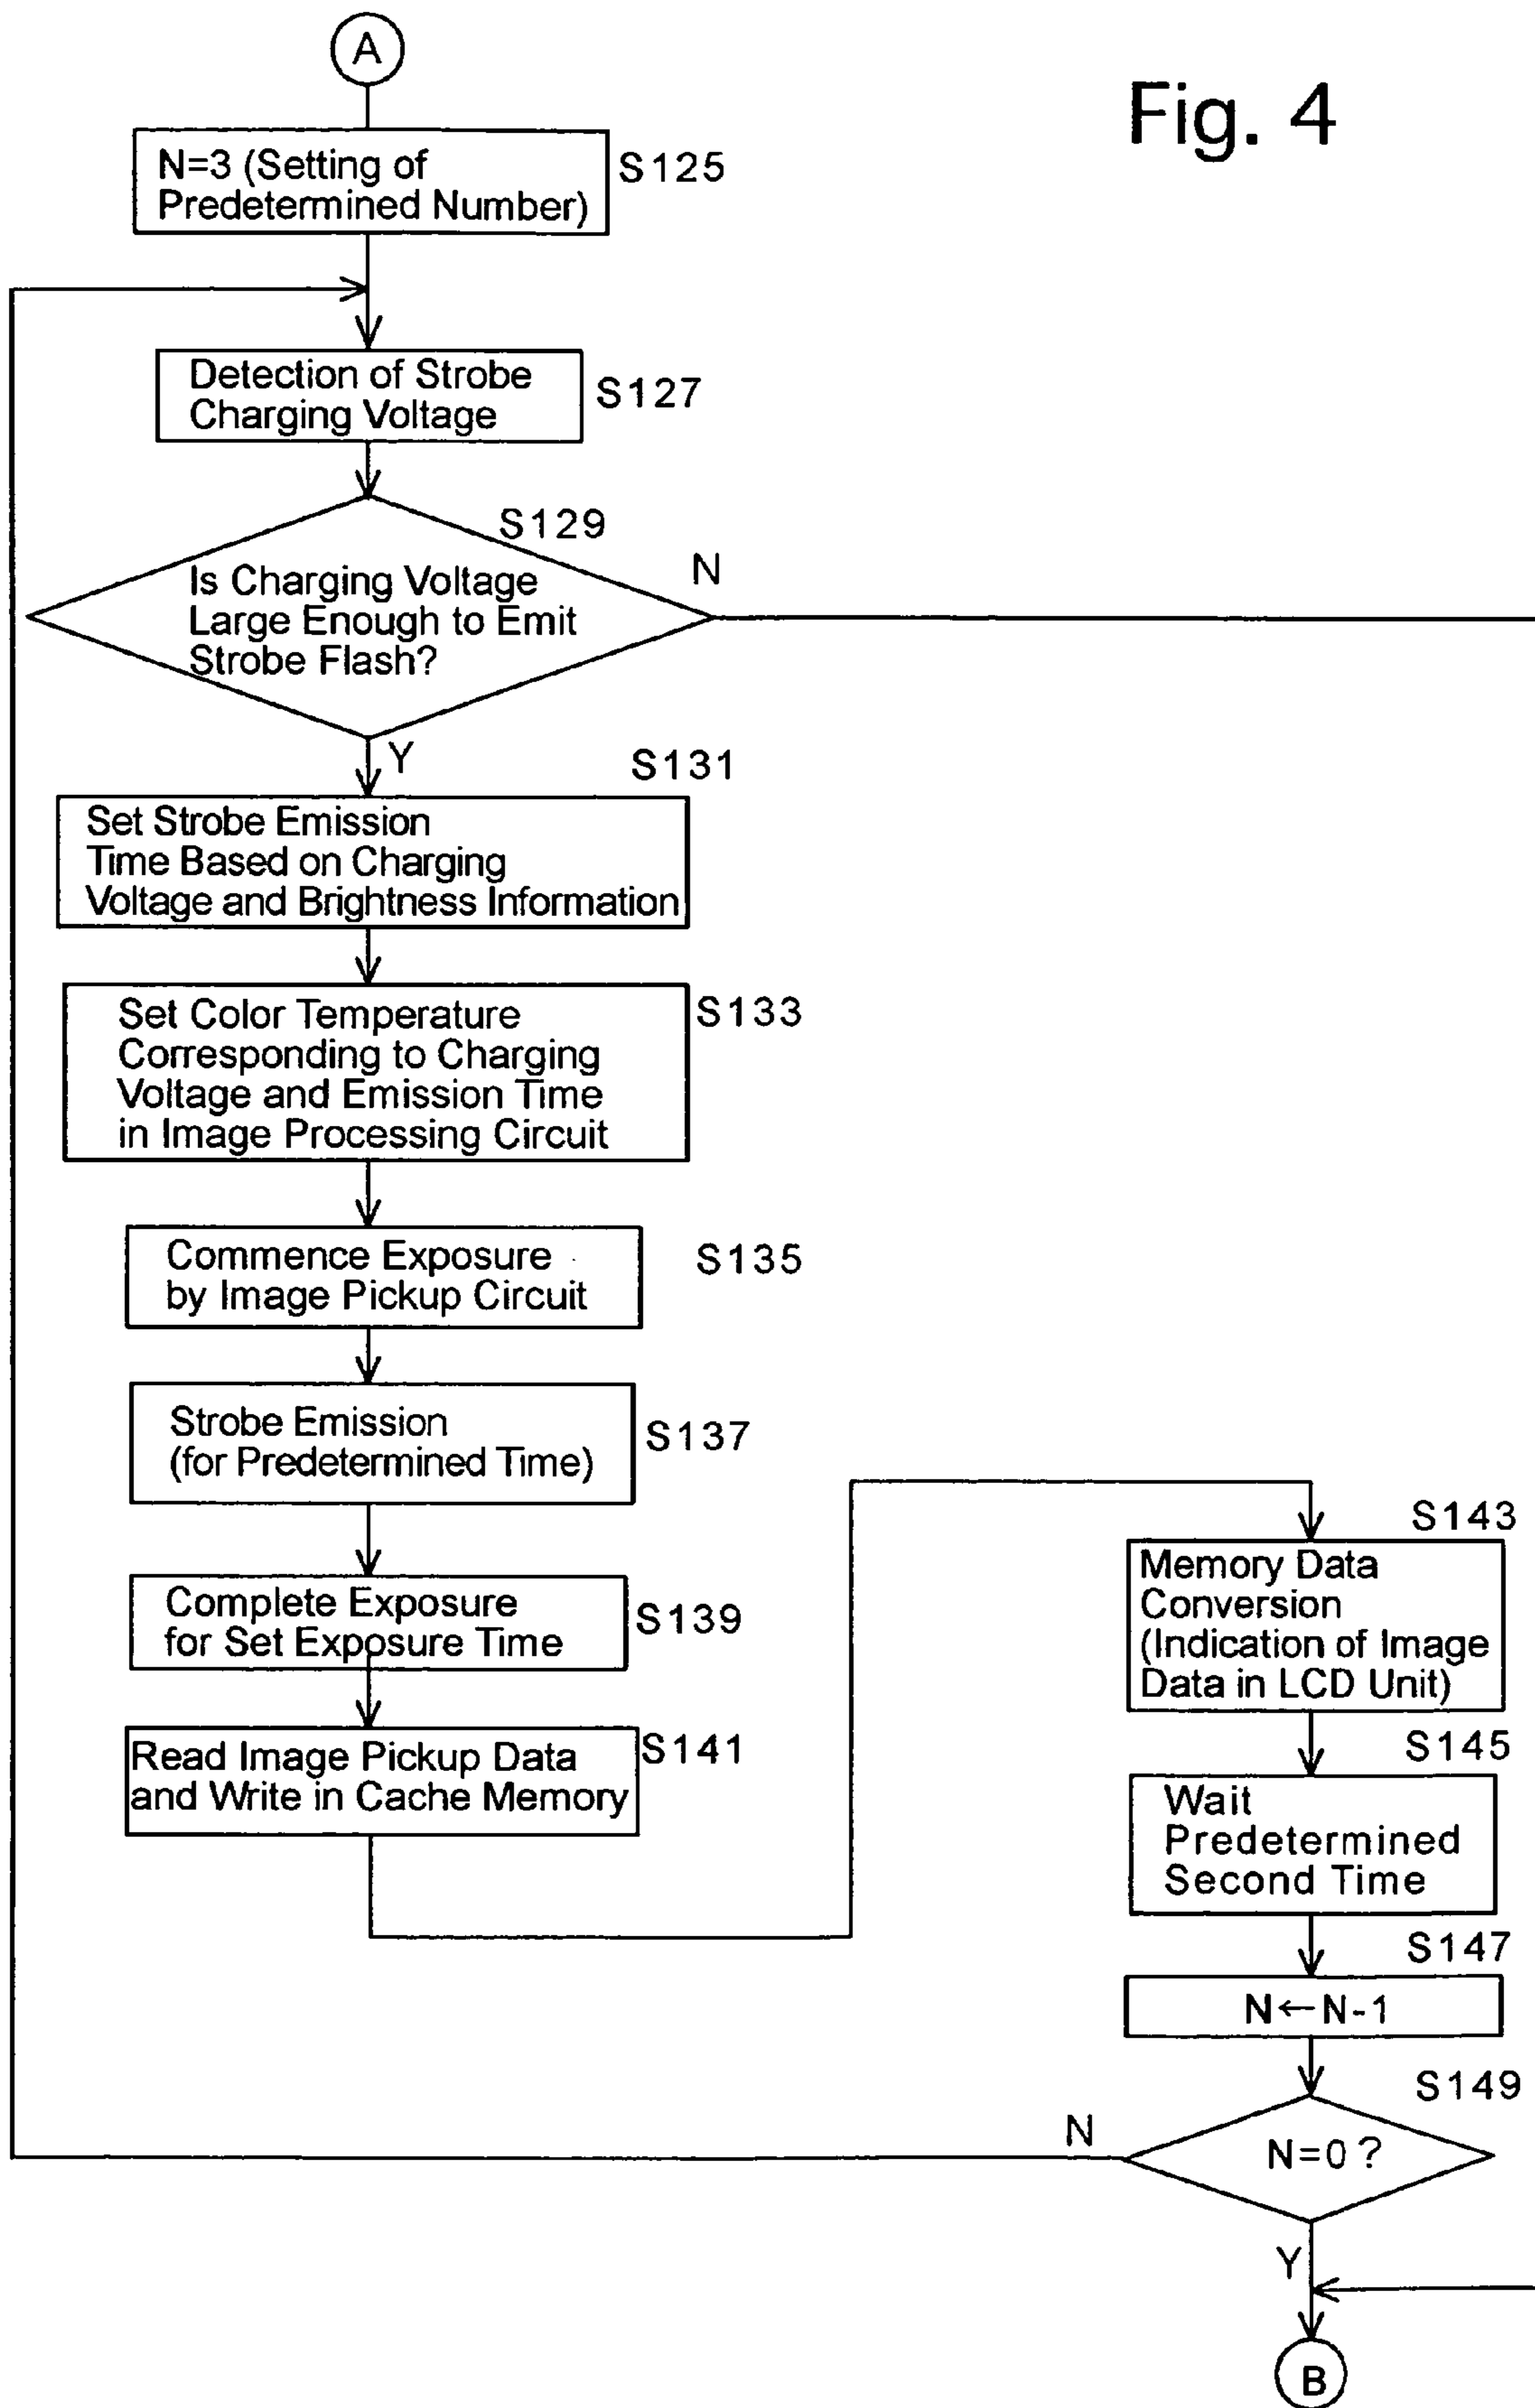 A
Fig. 4
N=3 (Setting of
Predetermined Number)
S125
Detection of Strobe
Charging Voltage
S127
S129
Is Charging Voltage
Large Enough to Emit
Strobe Flash?
N
Y
S131
Set Strobe Emission
Time Based on Charging
Voltage and Brightness Information
S133
Set Color Temperature
Corresponding to Charging
Voltage and Emission Time
in Image Processing Circuit
Commence Exposure
by Image Pickup Circuit
S135
Strobe Emission
(for Predetermined Time)
S137
Complete Exposure
for Set Exposure Time
S139
Read Image Pickup Data
and Write in Cache Memory
S141
S143
Memory Data
Conversion
(Indication of Image
Data in LCD Unit)
S145
Wait
Predetermined
Second Time
S147
N←N-1
S149
N=0?
N
Y
B